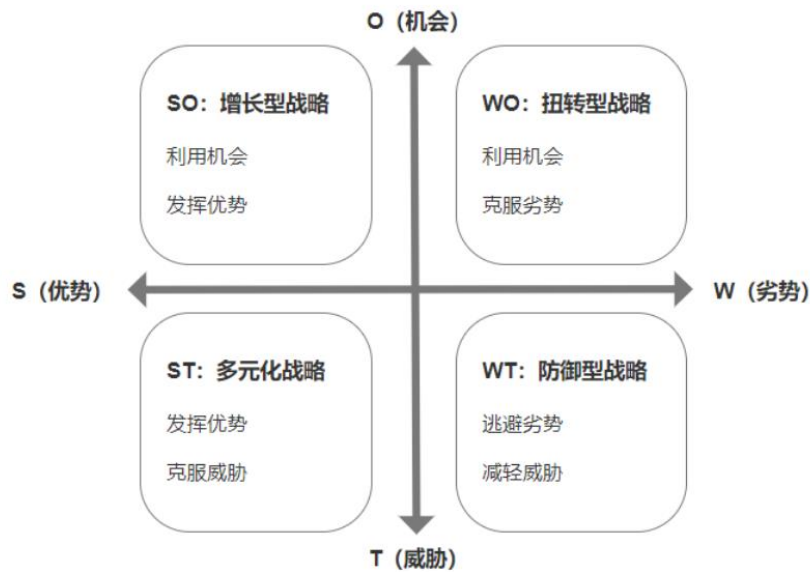 O（机会）
SO：增长型战略
利用机会
发挥优势
WO：扭转型战略
利用机会
克服劣势
S（优势）
W（劣势）
ST：多元化战略
发挥优势
克服威胁
WT：防御型战略
逃避劣势
减轻威胁
T（威胁）